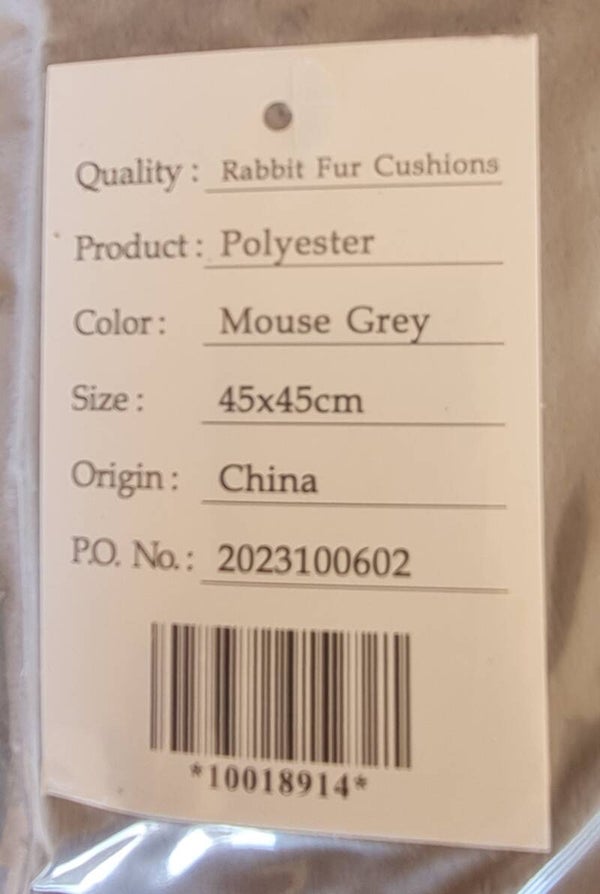 Quality : Rabbit Fur Cushions
Product : Polyester
Color : Mouse Grey
Size : 45x45cm
Origin : China
P.O. No. : 2023100602
*10018914*